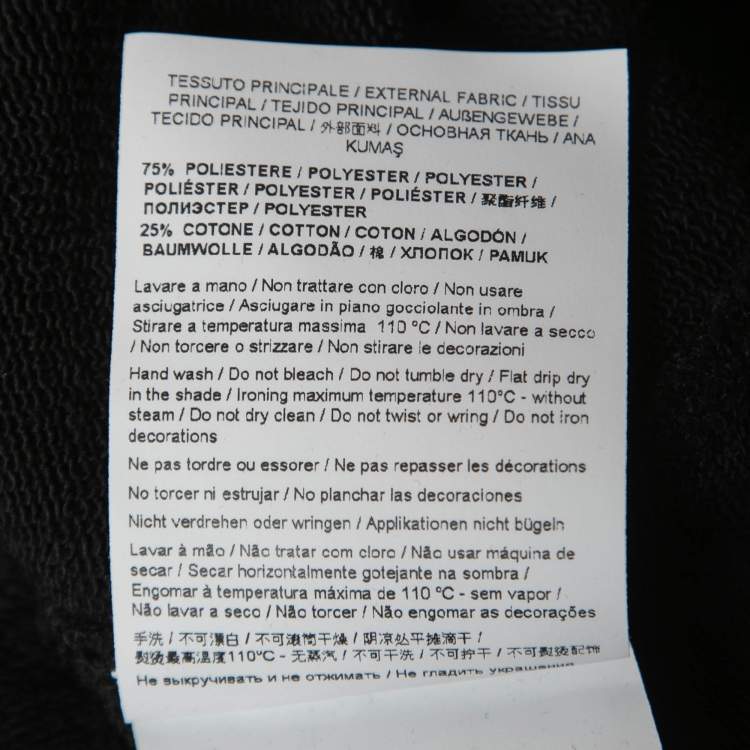 TESSUTO PRINCIPALE / EXTERNAL FABRIC / TISSU
PRINCIPAL / TEJIDO PRINCIPAL / AUßENGEWEBE /
TECIDO PRINCIPAL / 外部面料 / ОСНОВНАЯ ТКАНЬ / ANA
KUMAŞ
75% POLIESTERE / POLYESTER / POLYESTER /
POLIÉSTER / POLYESTER / POLIÉSTER / 聚酯纤维 /
ПОЛИЭСТЕР / POLYESTER
25% COTONE / COTTON / COTON / ALGODÓN /
BAUMWOLLE / ALGODÃO / 棉 / ХЛОПОК / PAMUK
Lavare a mano / Non trattare con cloro / Non usare
asciugatrice / Asciugare in piano gocciolante in ombra /
Stirare a temperatura massima 110 ºC / Non lavare a secco
/ Non torcere o strizzare / Non stirare le decorazioni
Hand wash / Do not bleach / Do not tumble dry / Flat drip dry
in the shade / Ironing maximum temperature 110ºC - without
steam / Do not dry clean / Do not twist or wring / Do not iron
decorations
Ne pas tordre ou essorer / Ne pas repasser les décorations
No torcer ni estrujar / No planchar las decoraciones
Nicht verdrehen oder wringen / Applikationen nicht bügeln
Lavar à mão / Não tratar com cloro / Não usar máquina de
secar / Secar horizontalmente gotejante na sombra /
Engomar à temperatura máxima de 110 ºC - sem vapor /
Não lavar a seco / Não torcer / Não engomar as decorações
手洗 / 不可漂白 / 不可滚筒干燥 / 阴凉处平摊滴干 /
熨烫最高温度110ºC - 无蒸汽 / 不可干洗 / 不可拧干 / 不可熨烫配饰
Не выкручивать и не отжимать / Не гладить украшения